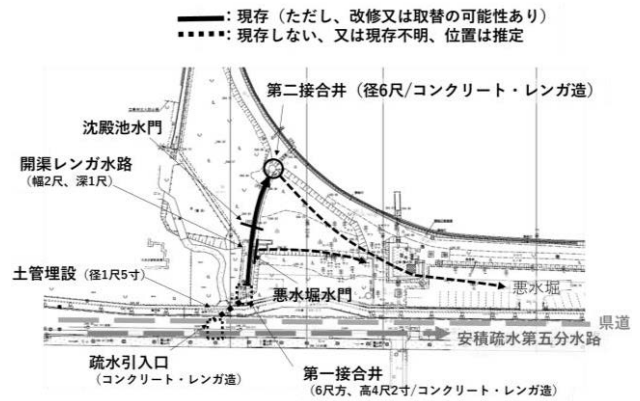 ：現存（ただし、改修又は取替の可能性あり）
：現存しない、又は現存不明、位置は推定
第二接合井（径6尺/コンクリート・レンガ造）
沈殿池水門
開渠レンガ水路
（幅2尺、深1尺）
土管埋設（径1尺5寸）
悪水堀水門
悪水堀
県道
安積疏水第五分水路
疏水引入口
（コンクリート・レンガ造）
第一接合井
（6尺方、高4尺2寸/コンクリート・レンガ造）